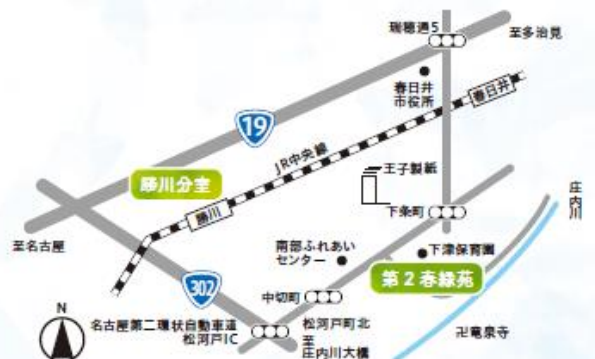 瑞穂通5
至多治見
春日井
市役所
春日井
19
JR中央線
王子製紙
勝川分室
勝川
下条町
庄内川
至名古屋
南部ふれあい
センター
下津保育園
第2春緑苑
302
中切町
N
名古屋第二環状自動車道
松河戸IC
松河戸町北
至
庄内川大橋
卍竜泉寺